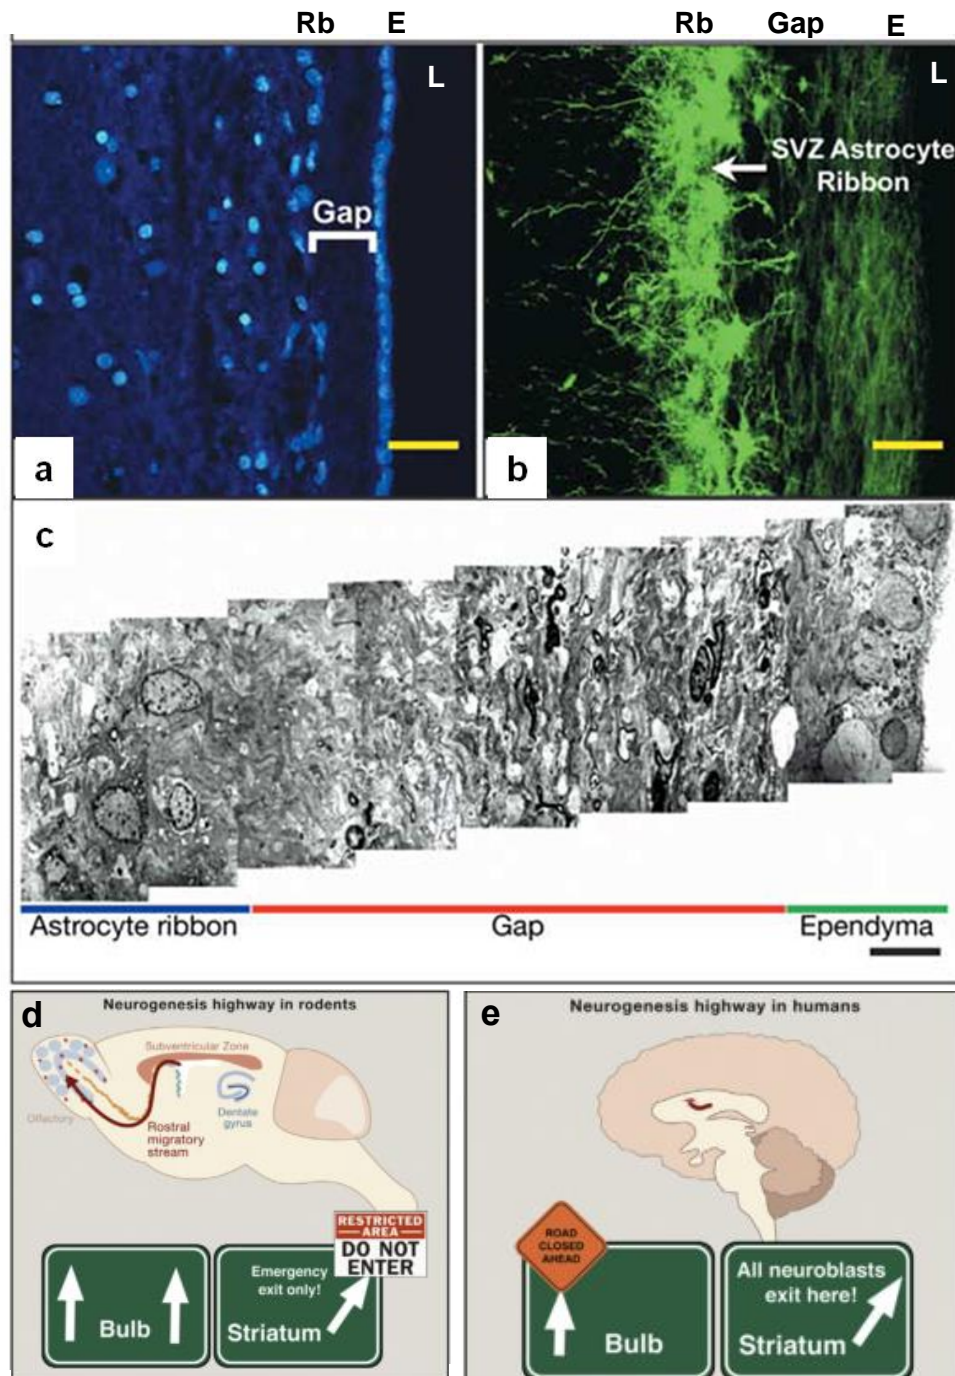 Rb E Rb Gap E
L L
Gap
SVZ Astrocyte
Ribbon
a b
c
Astrocyte ribbon Gap Ependyma
d Neurogenesis highway in rodents
Subventricular Zone
Olfactory
Dentate
gyrus
Rostral
migratory
stream
RESTRICTED
AREA
DO NOT
ENTER
Emergency
exit only!
Bulb
Striatum
e Neurogenesis highway in humans
ROAD
CLOSED
AHEAD
Bulb
All neuroblasts
exit here!
Striatum